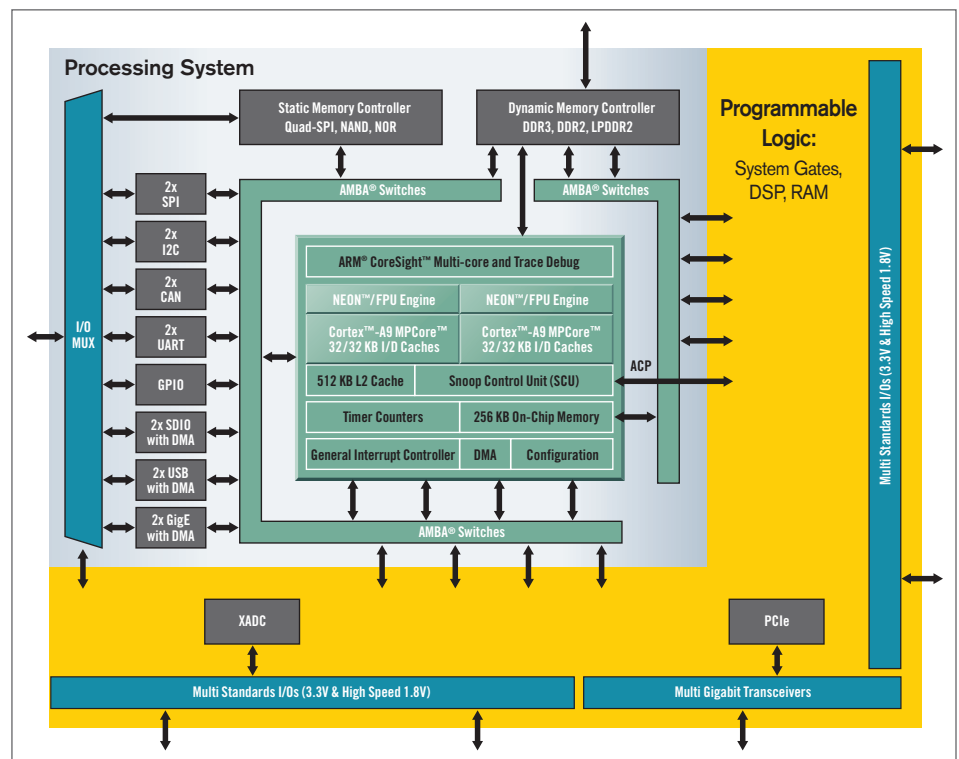 Processing System
Static Memory Controller
Quad-SPI, NAND, NOR
Dynamic Memory Controller
DDR3, DDR2, LPDDR2
Programmable
Logic:
System Gates,
DSP, RAM
AMBA® Switches
AMBA® Switches
2x
SPI
2x
I2C
2x
CAN
2x
UART
GPIO
2x SDIO
with DMA
2x USB
with DMA
2x GigE
with DMA
I/O
MUX
ARM® CoreSight™ Multi-core and Trace Debug
NEON™/FPU Engine
NEON™/FPU Engine
Cortex™-A9 MPCore™
32/32 KB I/D Caches
Cortex™-A9 MPCore™
32/32 KB I/D Caches
512 KB L2 Cache
Snoop Control Unit (SCU)
ACP
Timer Counters
256 KB On-Chip Memory
General Interrupt Controller
DMA
Configuration
AMBA® Switches
Multi Standards I/Os (3.3V & High Speed 1.8V)
XADC
PCIe
Multi Standards I/Os (3.3V & High Speed 1.8V)
Multi Gigabit Transceivers